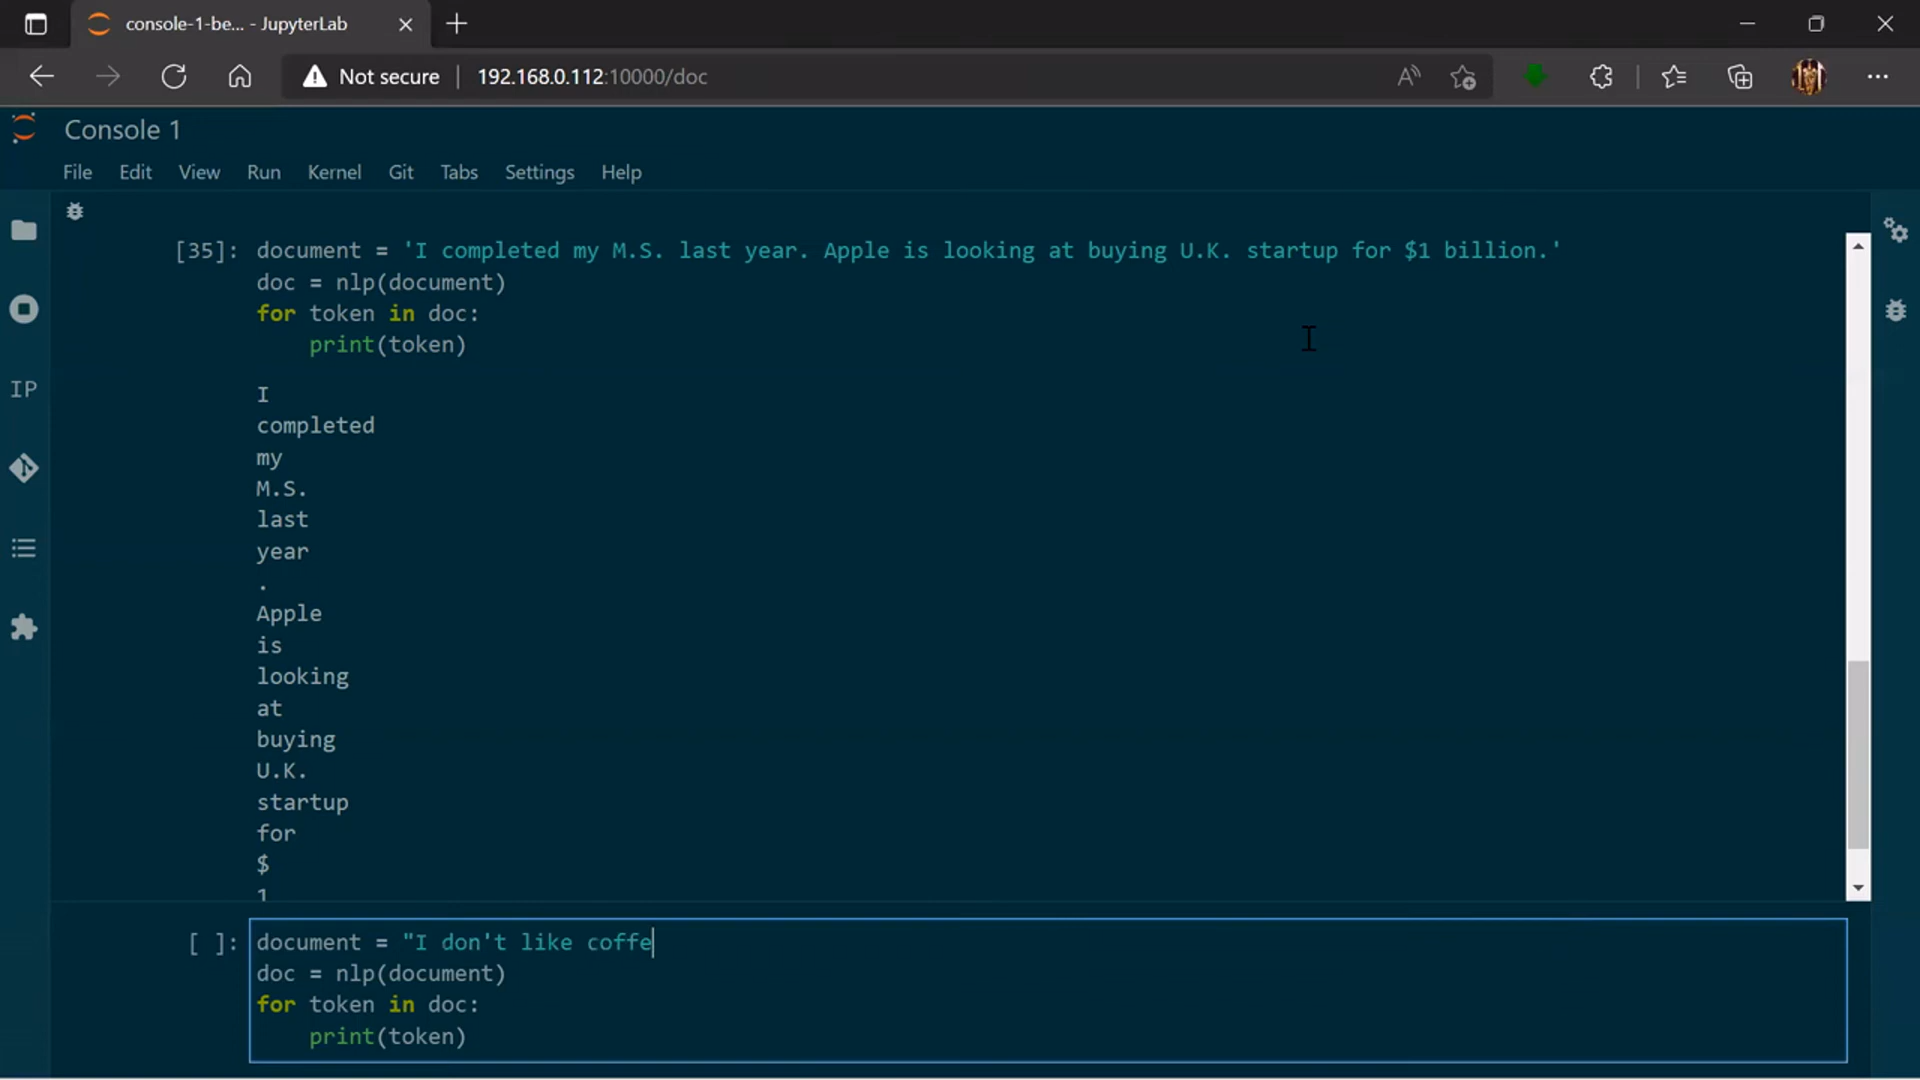 console-1-be... - JupyterLab
Not secure 192.168.0.112:10000/doc
Console 1
File Edit View Run Kernel Git Tabs Settings Help
[35]: document = 'I completed my M.S. last year. Apple is looking at buying U.K. startup for $1 billion.'
doc = nlp(document)
for token in doc:
    print(token)
I
completed
my
M.S.
last
year
.
Apple
is
looking
at
buying
U.K.
startup
for
$
1
[ ]: document = "I don't like coffe
doc = nlp(document)
for token in doc:
    print(token)
IP